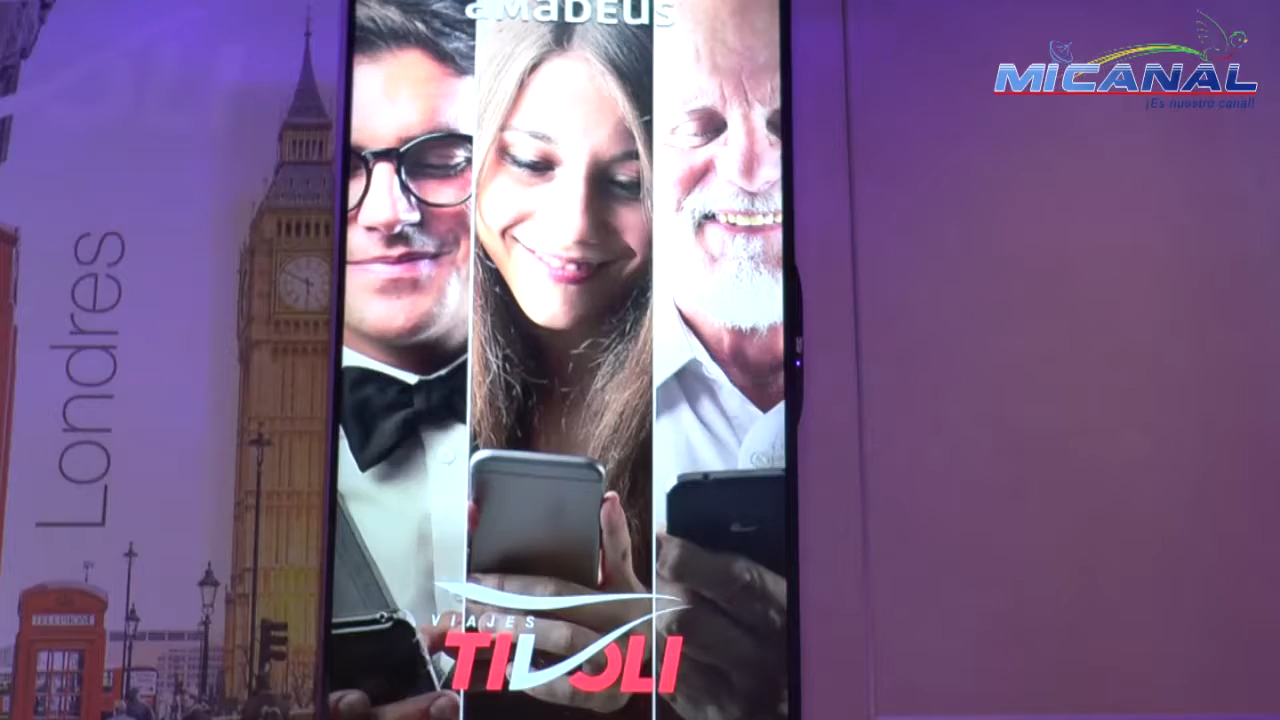 amadeus
MICANAL
¡Es nuestro canal!
Londres
TELEPHONE
VIAJES
TIVOLI